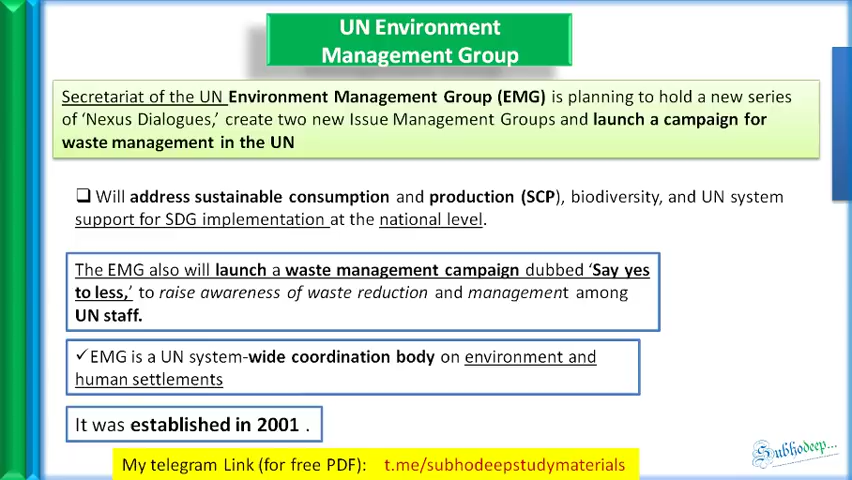 UN Environment
Management Group
Secretariat of the UN Environment Management Group (EMG) is planning to hold a new series
of ‘Nexus Dialogues,’ create two new Issue Management Groups and launch a campaign for
waste management in the UN
Will address sustainable consumption and production (SCP), biodiversity, and UN system
support for SDG implementation at the national level.
The EMG also will launch a waste management campaign dubbed ‘Say yes
to less,’ to raise awareness of waste reduction and management among
UN staff.
✓EMG is a UN system-wide coordination body on environment and
human settlements
It was established in 2001 .
My telegram Link (for free PDF): t.me/subhodeepstudymaterials
Subhodeep...